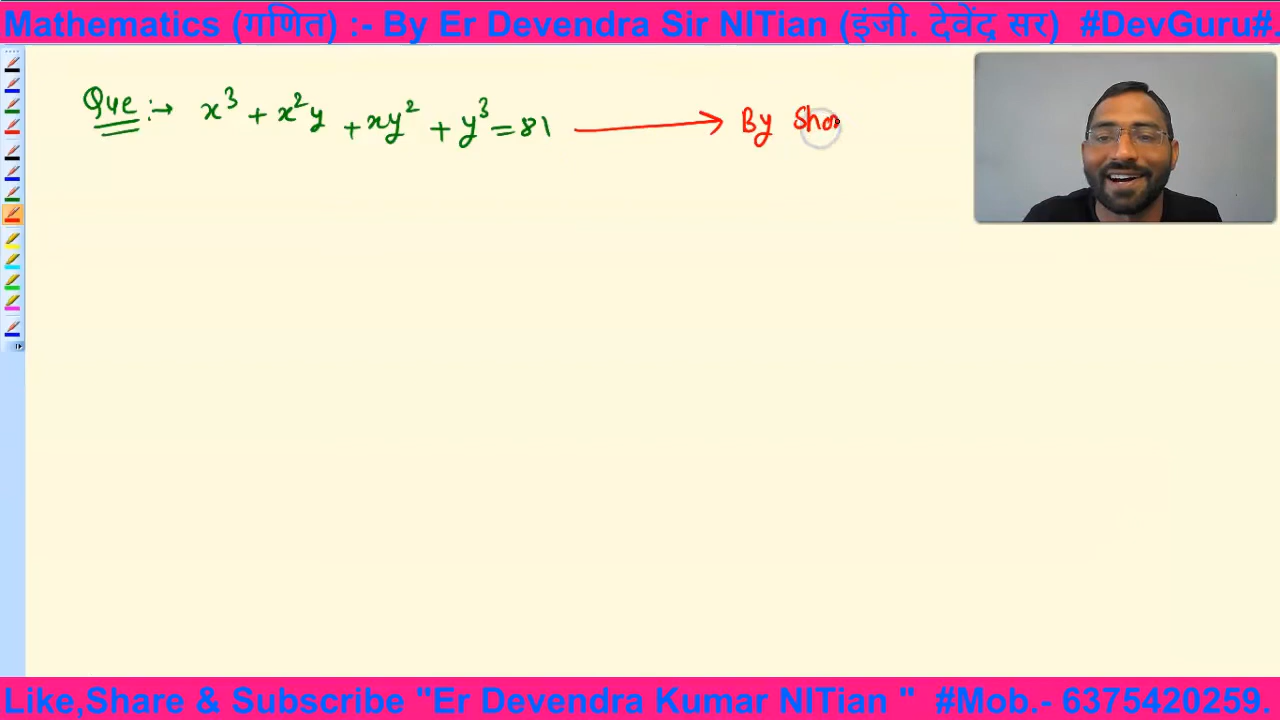 Mathematics (गणित) :- By Er Devendra Sir NITian (इंजी. देवेंद्र सर) #DevGuru#.
Que :→ x³ + x²y + xy² + y³ = 81 → By Sho
Like,Share & Subscribe "Er Devendra Kumar NITian " #Mob.- 6375420259.